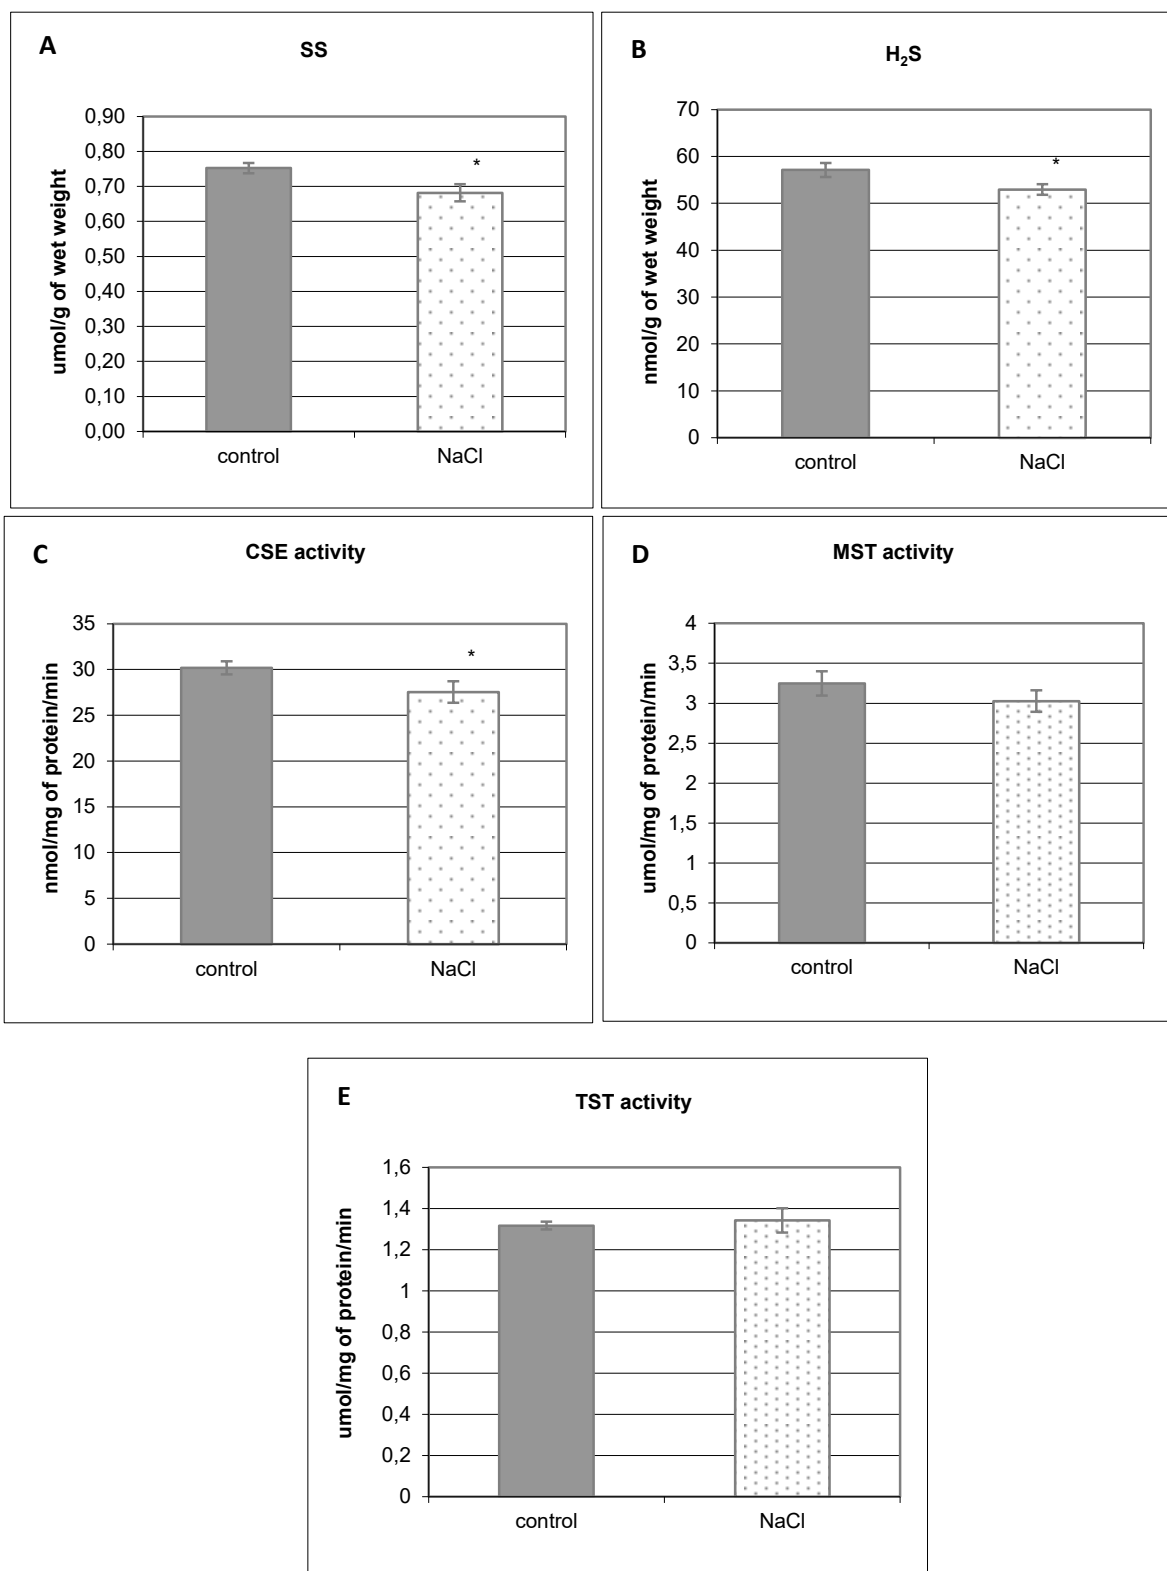 A
SS
umol/g of wet weight
0,90
0,80
0,70
0,60
0,50
0,40
0,30
0,20
0,10
0,00
*
control
NaCl
B
H₂S
nmol/g of wet weight
70
60
50
40
30
20
10
0
*
control
NaCl
C
CSE activity
nmol/mg of protein/min
35
30
25
20
15
10
5
0
*
control
NaCl
D
MST activity
umol/mg of protein/min
4
3,5
3
2,5
2
1,5
1
0,5
0
control
NaCl
E
TST activity
umol/mg of protein/min
1,6
1,4
1,2
1
0,8
0,6
0,4
0,2
0
control
NaCl